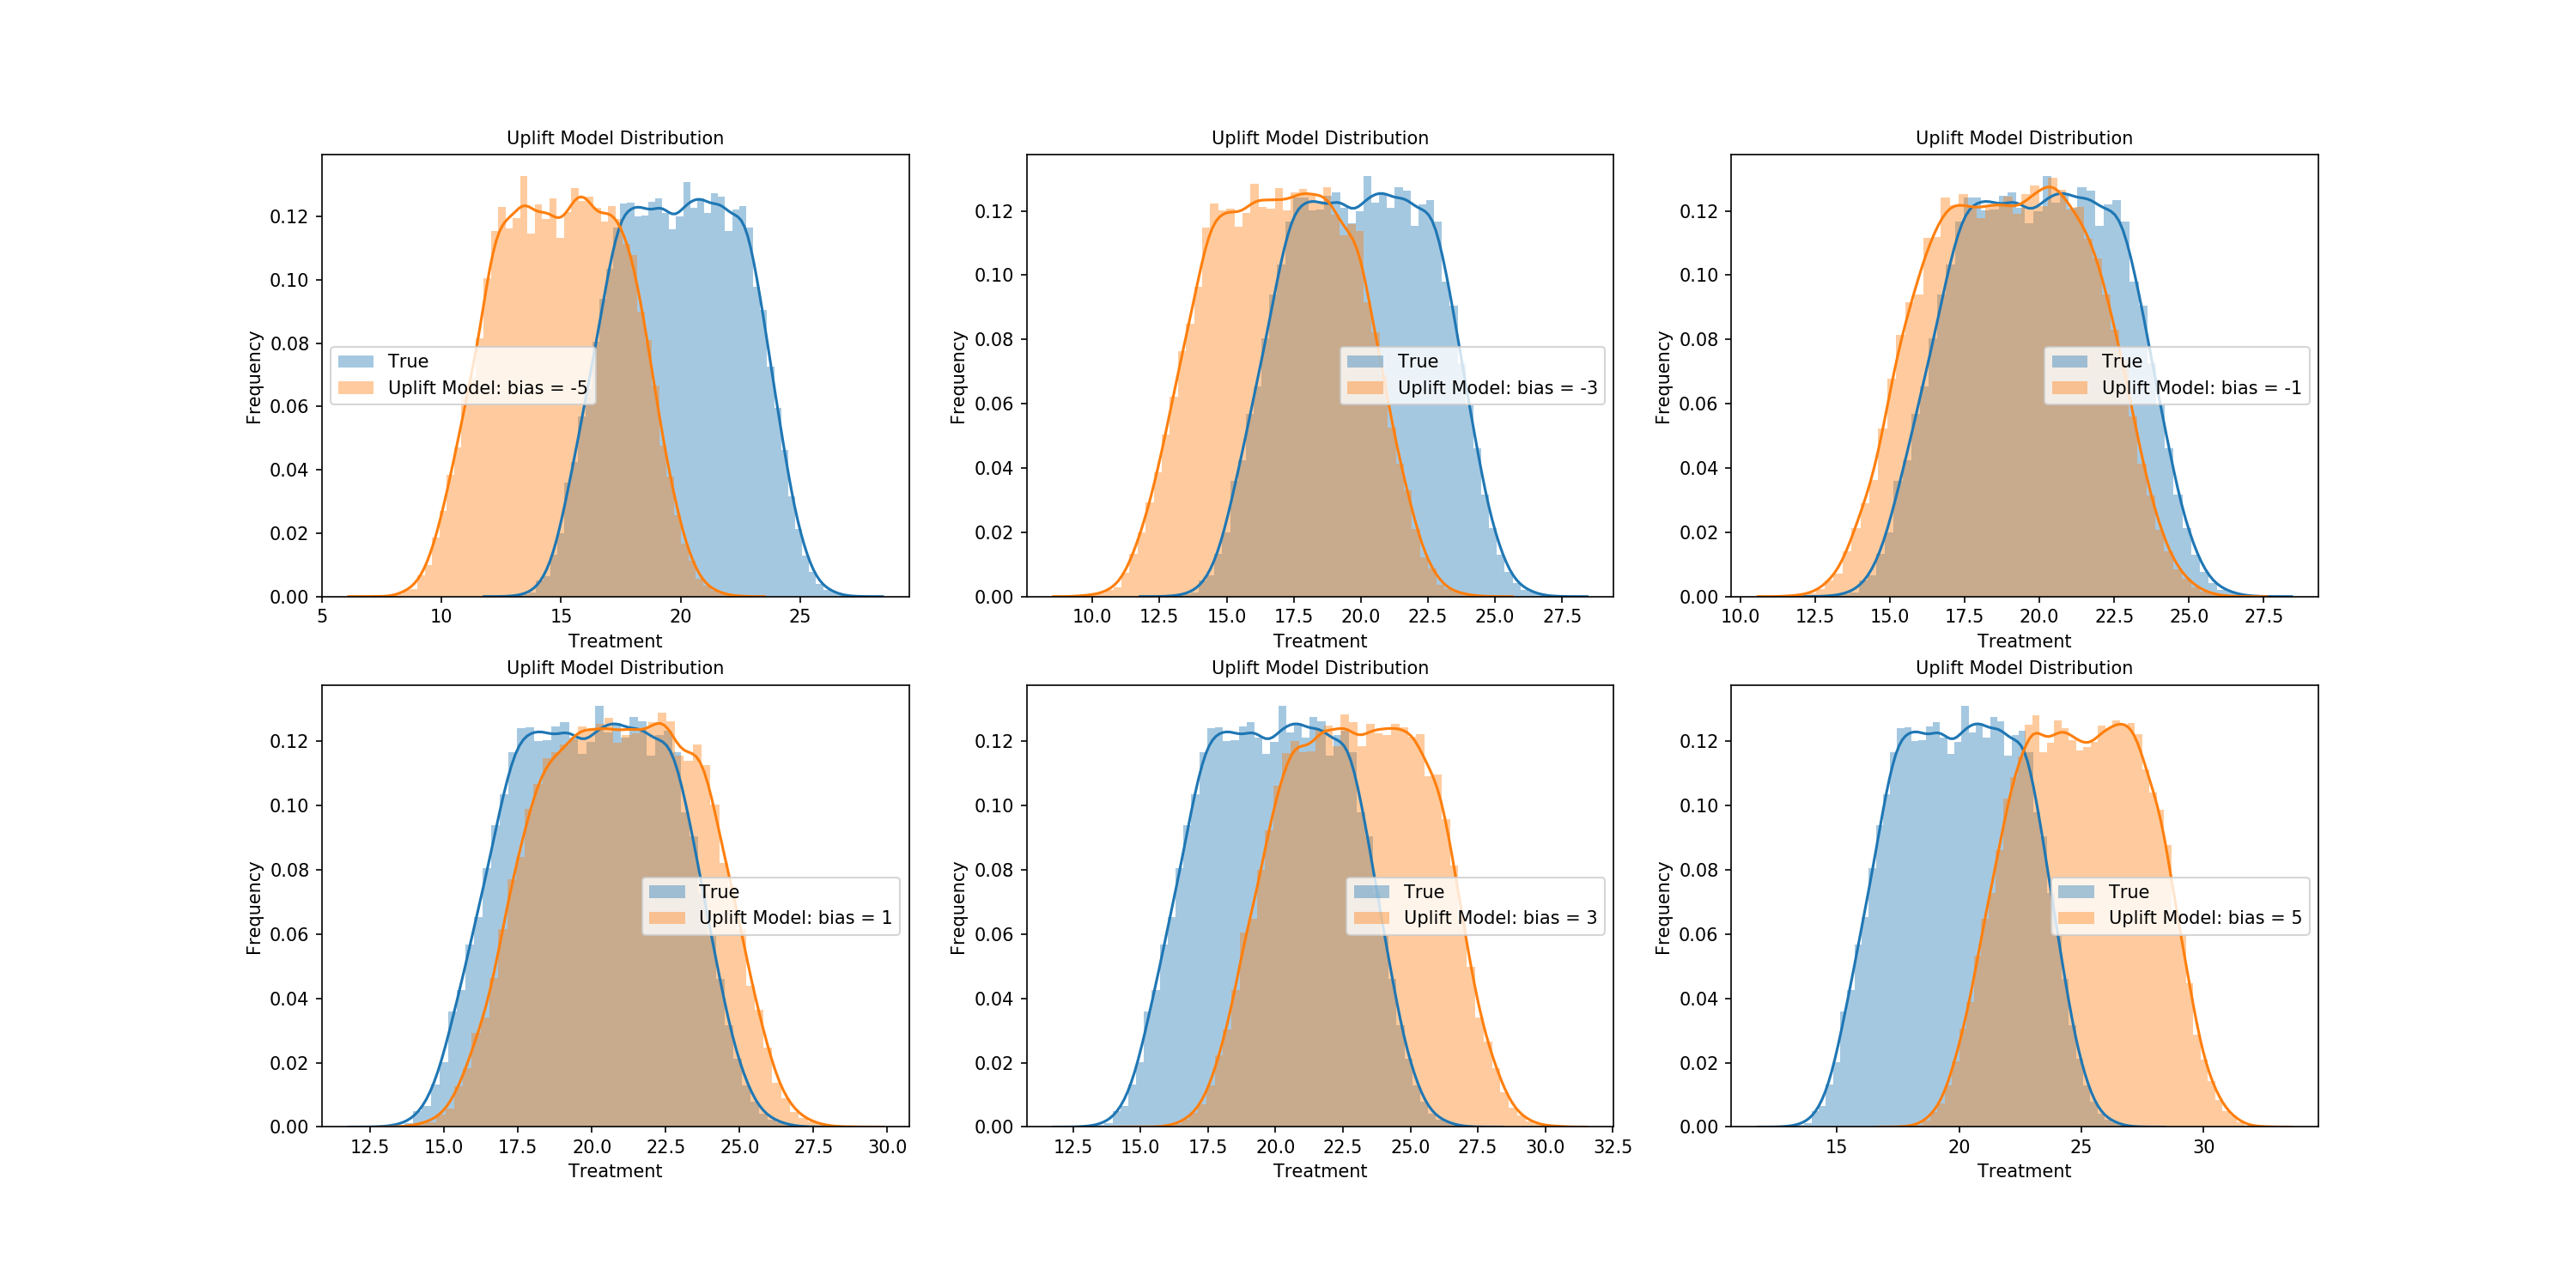 Uplift Model Distribution
0.12
0.10
0.08
0.06
0.04
0.02
0.00
Frequency
True
Uplift Model: bias = -5
5 10 15 20 25
Treatment
Uplift Model Distribution
0.12
0.10
0.08
0.06
0.04
0.02
0.00
Frequency
True
Uplift Model: bias = -3
10.0 12.5 15.0 17.5 20.0 22.5 25.0 27.5
Treatment
Uplift Model Distribution
0.12
0.10
0.08
0.06
0.04
0.02
0.00
Frequency
True
Uplift Model: bias = -1
10.0 12.5 15.0 17.5 20.0 22.5 25.0 27.5
Treatment
Uplift Model Distribution
0.12
0.10
0.08
0.06
0.04
0.02
0.00
Frequency
True
Uplift Model: bias = 1
12.5 15.0 17.5 20.0 22.5 25.0 27.5 30.0
Treatment
Uplift Model Distribution
0.12
0.10
0.08
0.06
0.04
0.02
0.00
Frequency
True
Uplift Model: bias = 3
12.5 15.0 17.5 20.0 22.5 25.0 27.5 30.0 32.5
Treatment
Uplift Model Distribution
0.12
0.10
0.08
0.06
0.04
0.02
0.00
Frequency
True
Uplift Model: bias = 5
15 20 25 30
Treatment